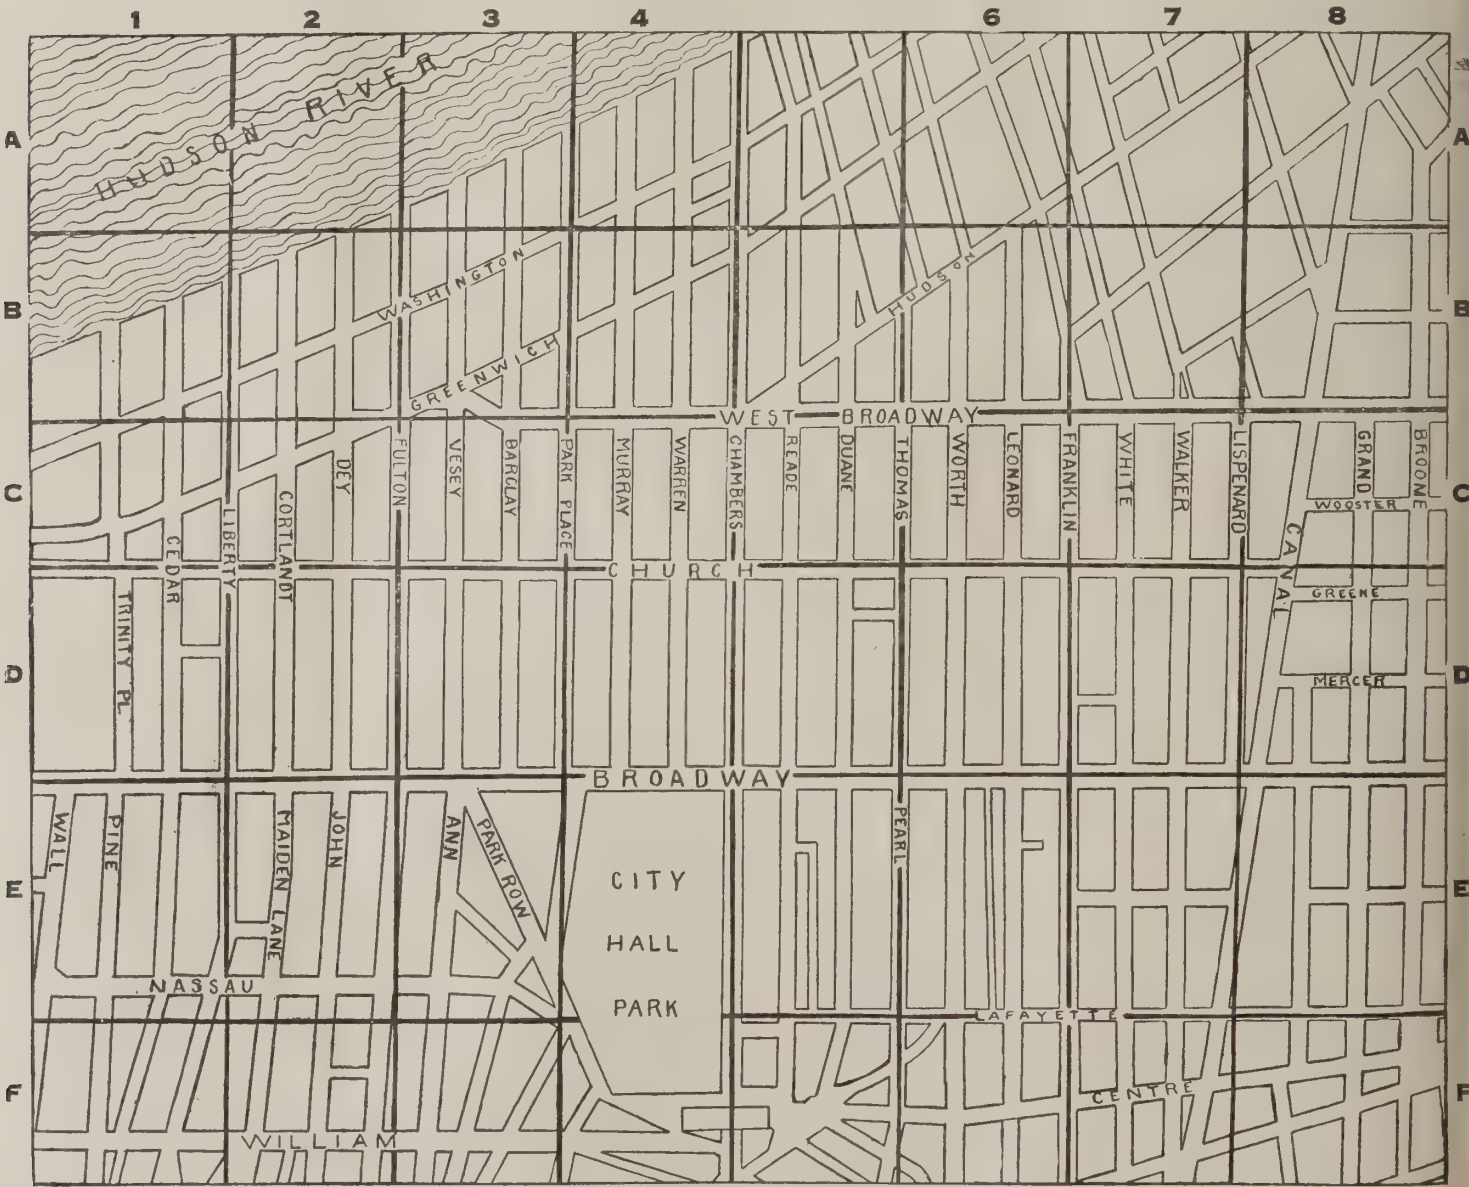 1 2 3 4 6 7 8
A HUDSON RIVER A
B WASHINGTON HUDSON B
GREENWICH
WEST BROADWAY
DEY
FULTON
VESEY
BARCLAY
PARK PLACE
MURRAY
WARREN
CHAMBERS
READE
DUANE
THOMAS
WORTH
LEONARD
FRANKLIN
WHITE
WALKER
LISPENARD
GRAND
BROOME
C C
WOOSTER
CEDAR
LIBERTY
CORTLANDT
CANAL
CHURCH
GREENE
TRINITY PL.
D D
MERCER
BROADWAY
WALL
PINE
MAIDEN LANE
JOHN
ANN
PARK ROW
PEARL
E E
CITY
HALL
PARK
NASSAU
LAFAYETTE
F CENTRE F
WILLIAM